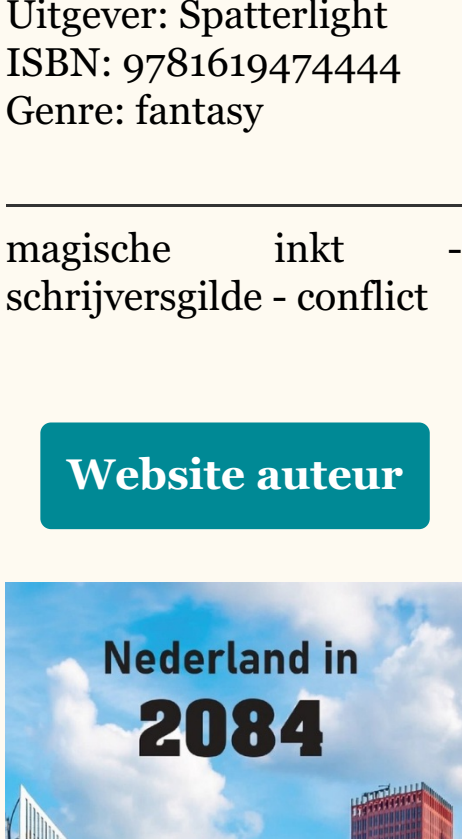 Uitgever: Spatterlight
ISBN: 9781619474444
Genre: fantasy
magische inkt -
schrijversgilde - conflict
Website auteur
Nederland in
2084